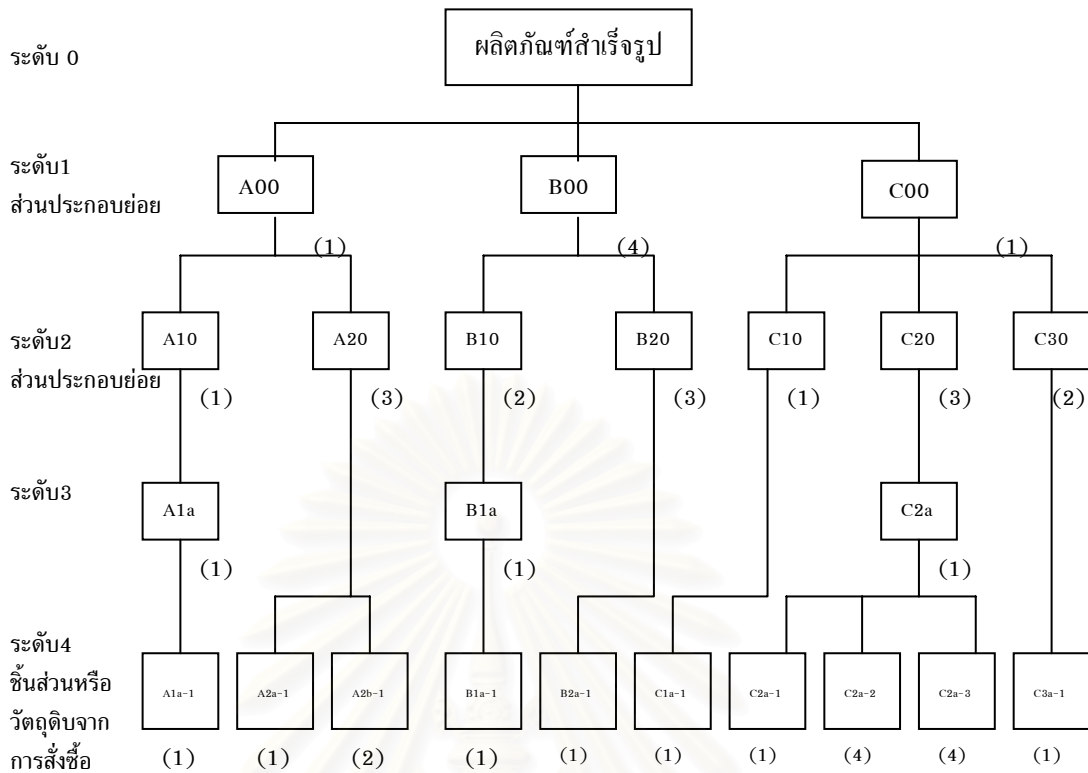 ผลิตภัณฑ์สำเร็จรูป
ระดับ 0
ระดับ1
ส่วนประกอบย่อย
A00
B00
C00
(1)
(4)
(1)
ระดับ2
ส่วนประกอบย่อย
A10
A20
B10
B20
C10
C20
C30
(1)
(3)
(2)
(3)
(1)
(3)
(2)
ระดับ3
A1a
B1a
C2a
(1)
(1)
(1)
ระดับ4
ชิ้นส่วนหรือ
วัตถุดิบจาก
การสั่งซื้อ
A1a-1
A2a-1
A2b-1
B1a-1
B2a-1
C1a-1
C2a-1
C2a-2
C2a-3
C3a-1
(1)
(1)
(2)
(1)
(1)
(1)
(1)
(4)
(4)
(1)